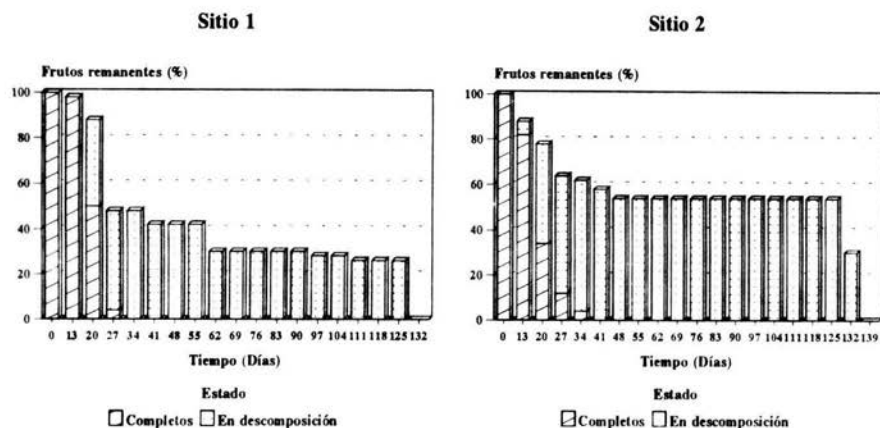 Sitio 1
Frutos remanentes (%)
100
80
60
40
20
0
0 13 20 27 34 41 48 55 62 69 76 83 90 97 104 111 118 125 132
Tiempo (Días)
Estado
Completos En descomposición
Sitio 2
Frutos remanentes (%)
100
80
60
40
20
0
0 13 20 27 34 41 48 55 62 69 76 83 90 97 104 111 118 125 132 139
Tiempo (Días)
Estado
Completos En descomposición